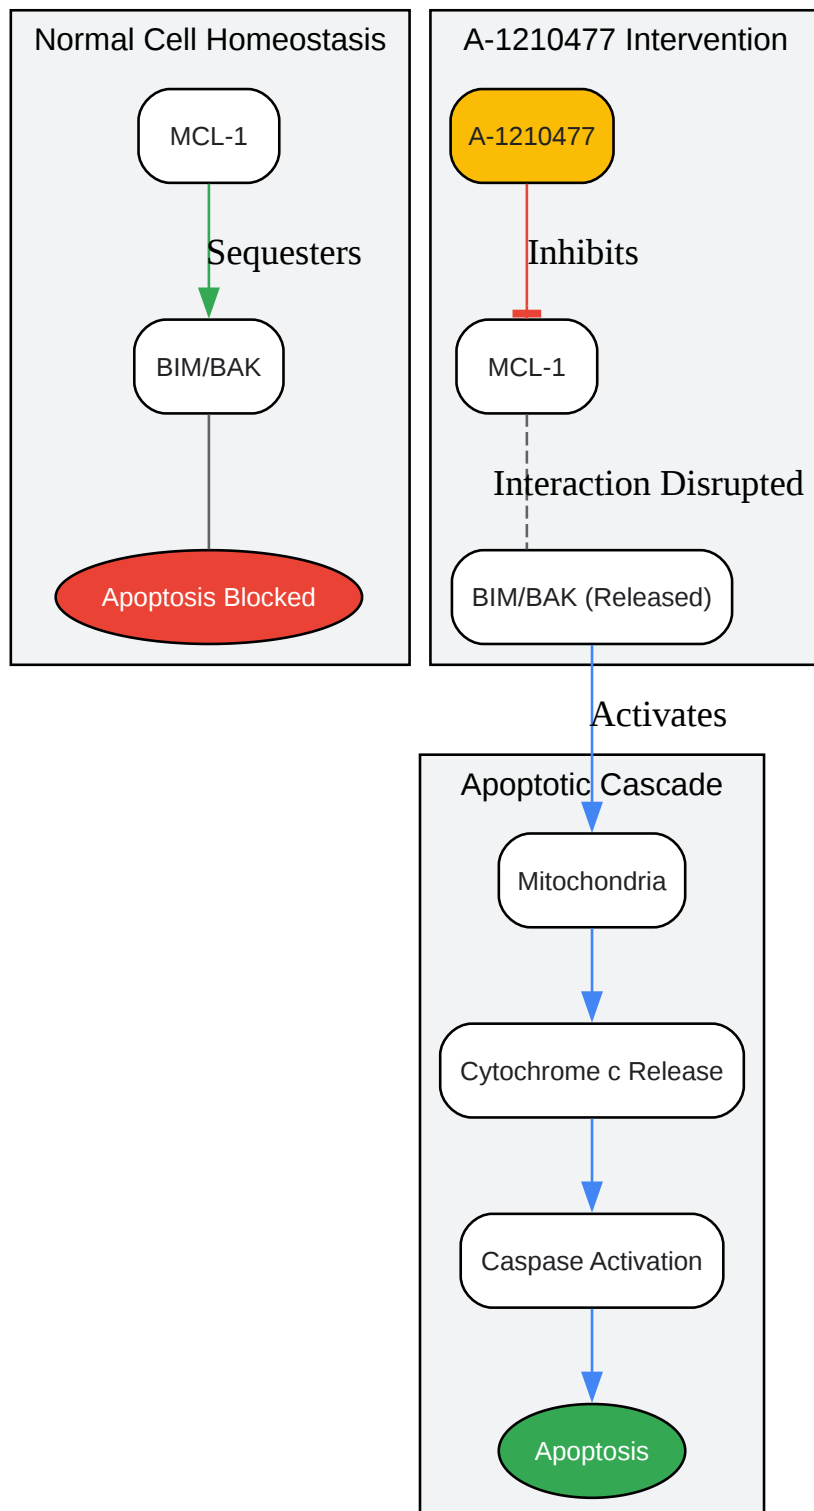 Normal Cell Homeostasis
MCL-1
Sequesters
BIM/BAK
Apoptosis Blocked
A-1210477 Intervention
A-1210477
Inhibits
MCL-1
Interaction Disrupted
BIM/BAK (Released)
Activates
Apoptotic Cascade
Mitochondria
Cytochrome c Release
Caspase Activation
Apoptosis